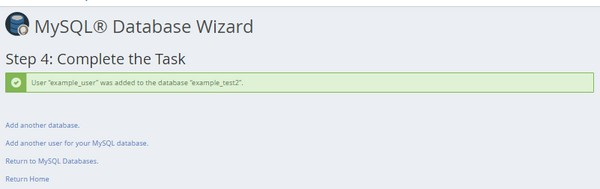 MySQL® Database Wizard
Step 4: Complete the Task
User "example_user" was added to the database "example_test2".
Add another database.
Add another user for your MySQL database.
Return to MySQL Databases.
Return Home